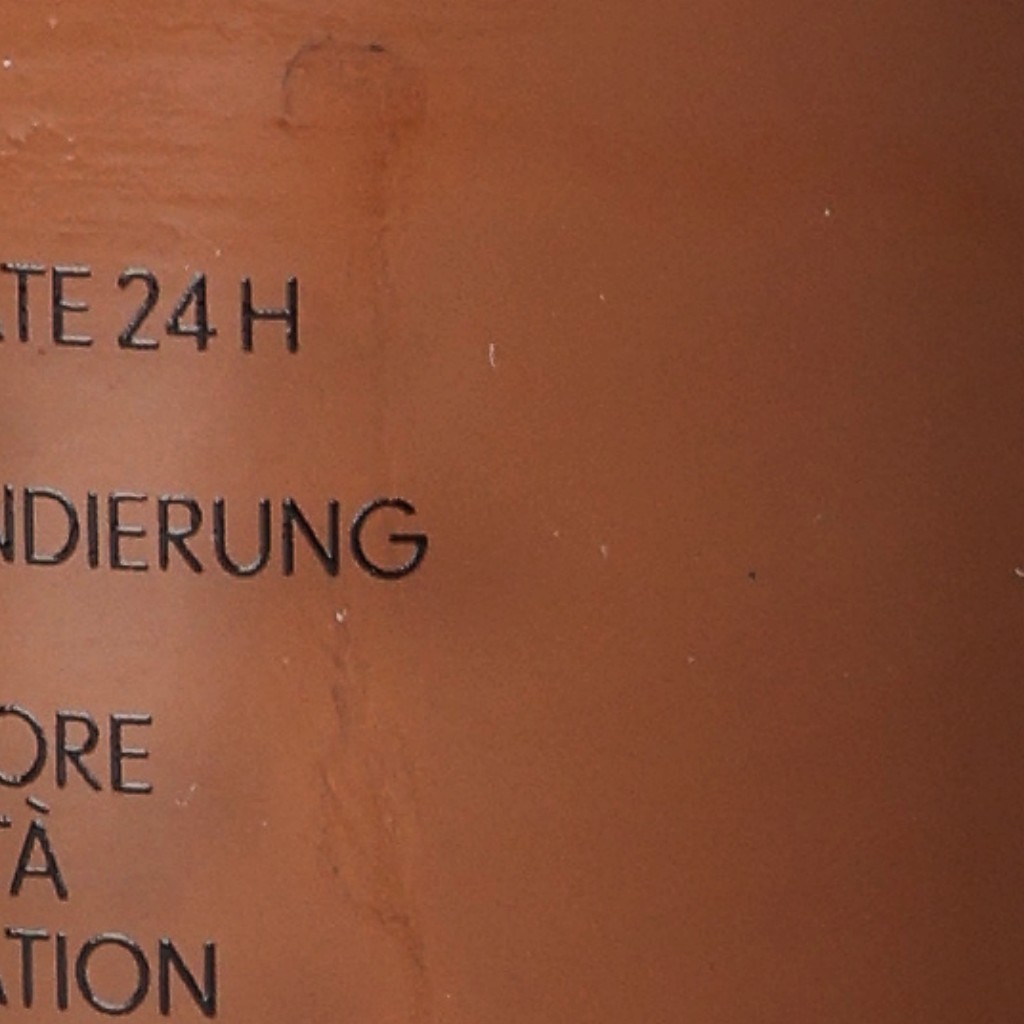 ATE 24 H
NDIERUNG
ORE
TÀ
ATION